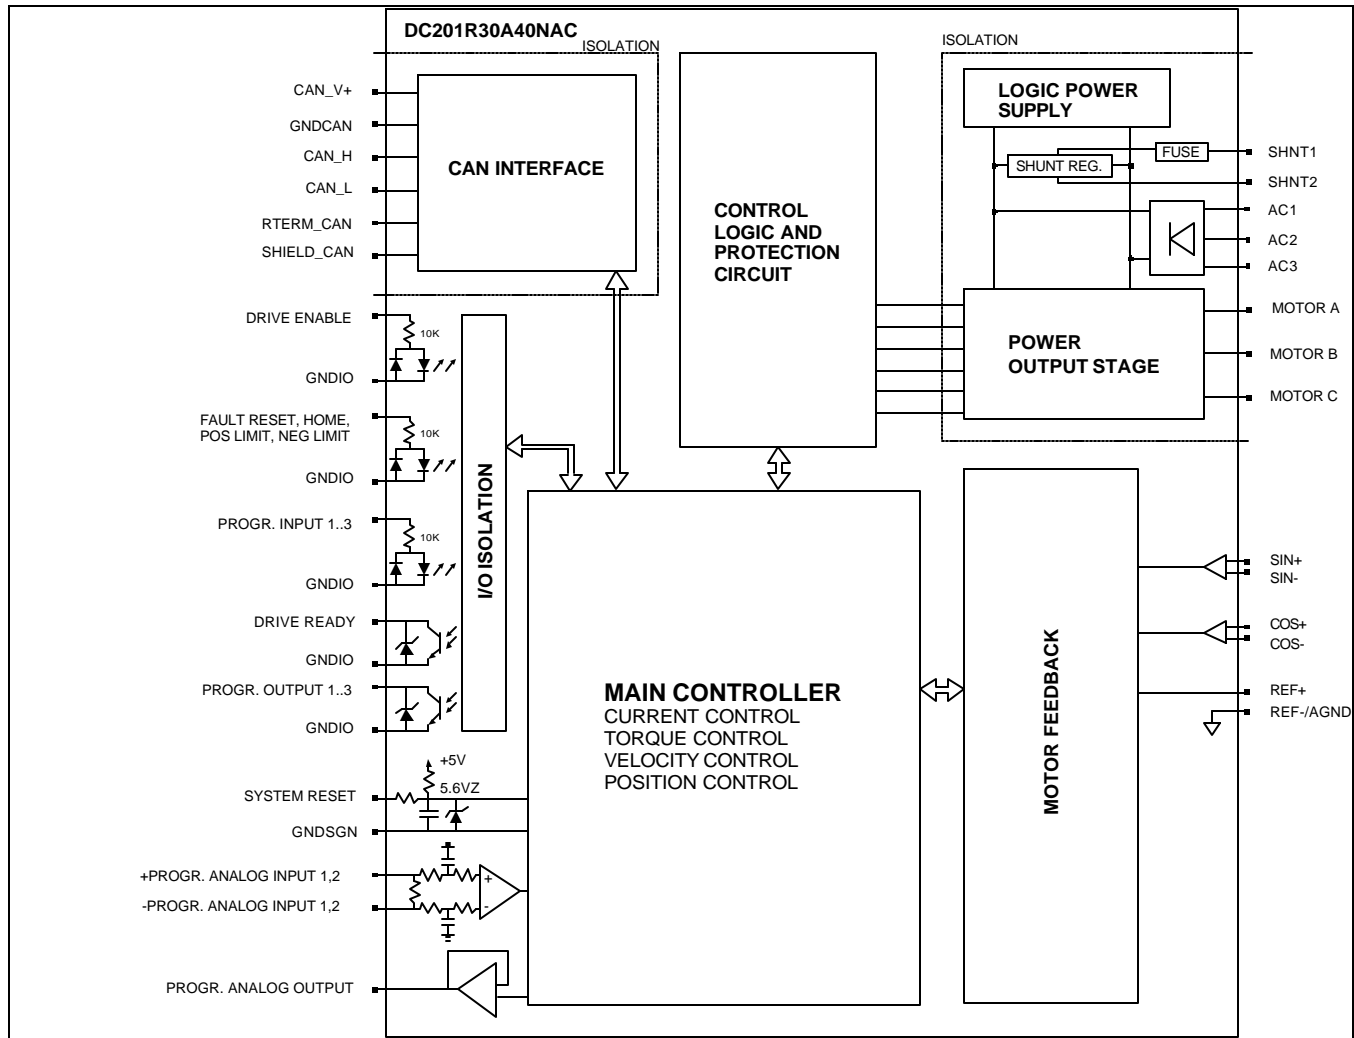 DC201R30A40NAC
ISOLATION
ISOLATION
CAN_V+
GNDCAN
CAN_H
CAN_L
RTERM_CAN
SHIELD_CAN
CAN INTERFACE
CONTROL
LOGIC AND
PROTECTION
CIRCUIT
LOGIC POWER
SUPPLY
FUSE
SHUNT REG.
SHNT1
SHNT2
AC1
AC2
AC3
POWER
OUTPUT STAGE
MOTOR A
MOTOR B
MOTOR C
DRIVE ENABLE
10K
GNDIO
FAULT RESET, HOME,
POS LIMIT, NEG LIMIT
10K
GNDIO
PROGR. INPUT 1..3
10K
GNDIO
DRIVE READY
GNDIO
PROGR. OUTPUT 1..3
GNDIO
I/O ISOLATION
+5V
5.6VZ
SYSTEM RESET
GNDSGN
+PROGR. ANALOG INPUT 1,2
+
-PROGR. ANALOG INPUT 1,2
-
PROGR. ANALOG OUTPUT
MAIN CONTROLLER
CURRENT CONTROL
TORQUE CONTROL
VELOCITY CONTROL
POSITION CONTROL
MOTOR FEEDBACK
SIN+
SIN-
COS+
COS-
REF+
REF-/AGND